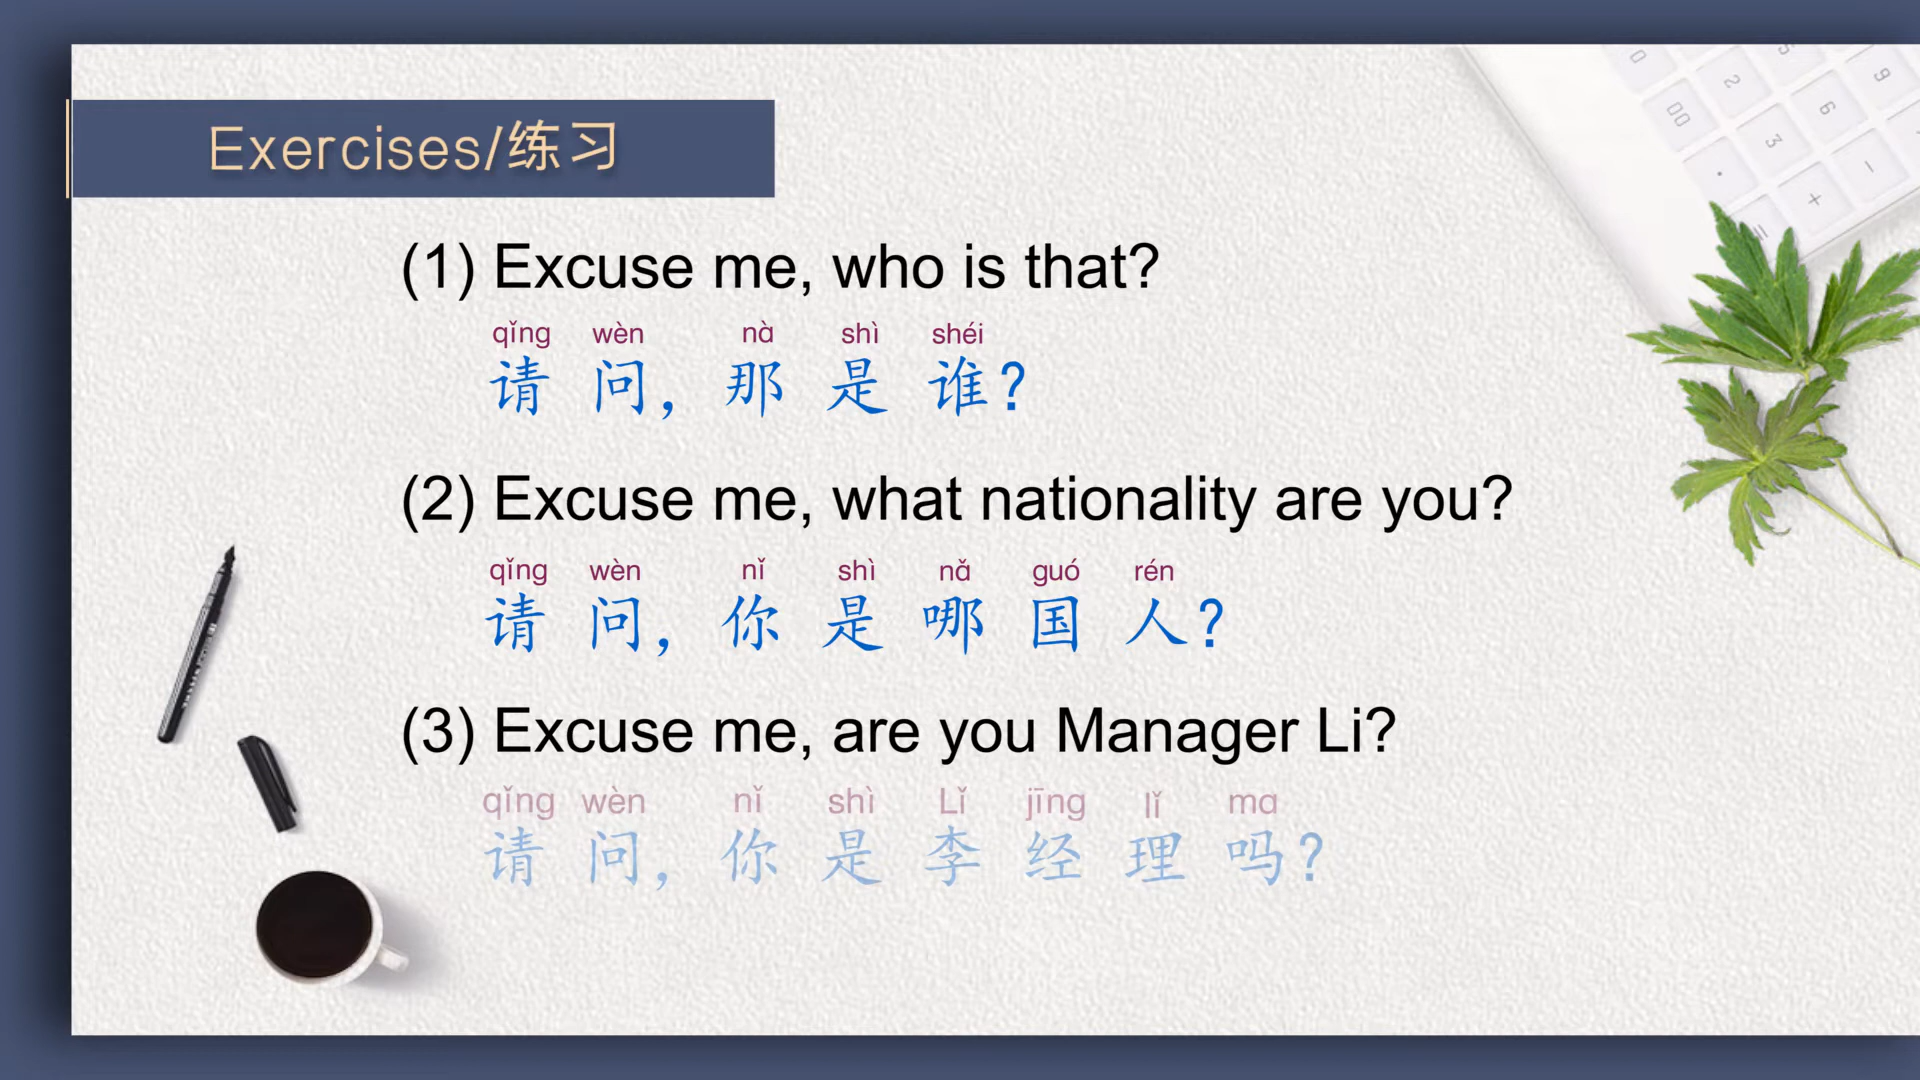 Exercises/练习
(1) Excuse me, who is that?
qǐng wèn nà shì shéi
请问，那是谁？
(2) Excuse me, what nationality are you?
qǐng wèn nǐ shì nǎ guó rén
请问，你是哪国人？
(3) Excuse me, are you Manager Li?
qǐng wèn nǐ shì Lǐ jīng lǐ ma
请问，你是李经理吗？